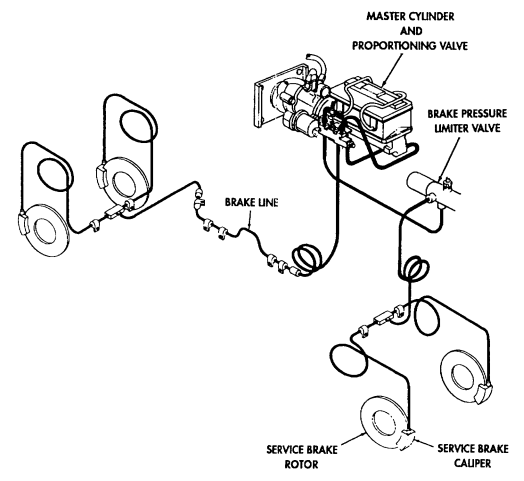 MASTER CYLINDER
AND
PROPORTIONING VALVE
BRAKE PRESSURE
LIMITER VALVE
BRAKE LINE
SERVICE BRAKE
ROTOR
SERVICE BRAKE
CALIPER